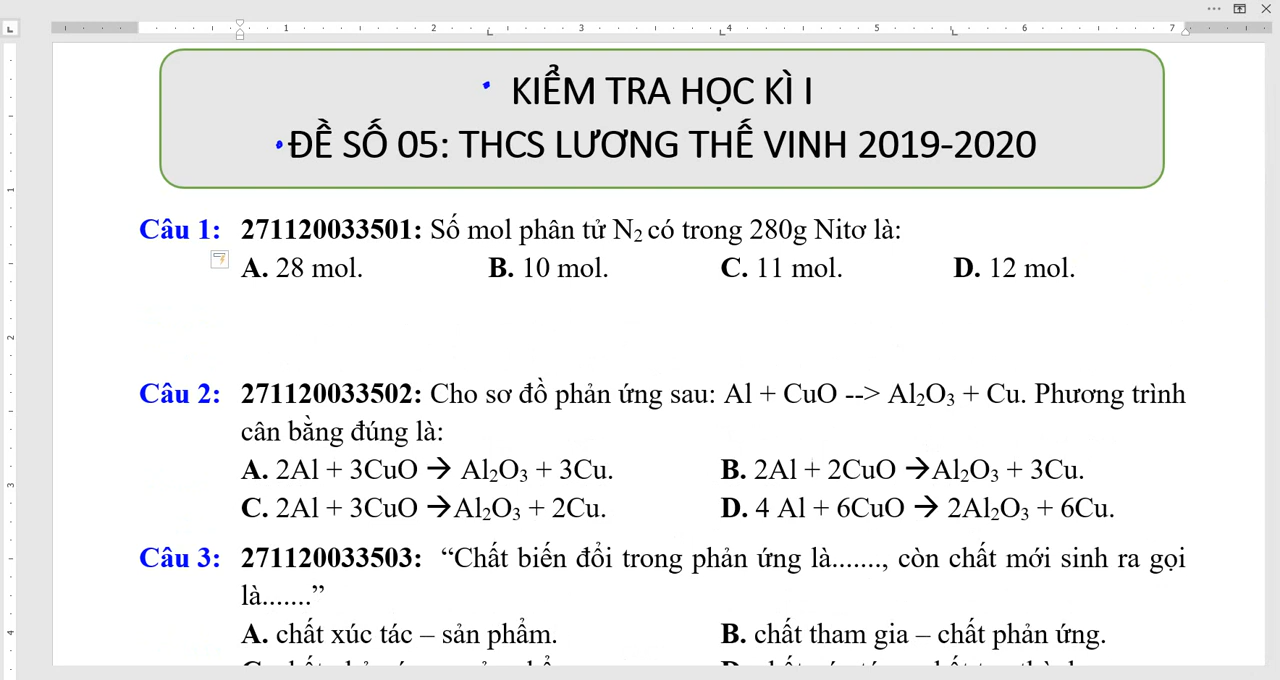 KIỂM TRA HỌC KÌ I
ĐỀ SỐ 05: THCS LƯƠNG THẾ VINH 2019-2020
Câu 1: 271120033501: Số mol phân tử N₂ có trong 280g Nitơ là:
A. 28 mol. B. 10 mol. C. 11 mol. D. 12 mol.
Câu 2: 271120033502: Cho sơ đồ phản ứng sau: Al + CuO --> Al₂O₃ + Cu. Phương trình
cân bằng đúng là:
A. 2Al + 3CuO → Al₂O₃ + 3Cu. B. 2Al + 2CuO →Al₂O₃ + 3Cu.
C. 2Al + 3CuO →Al₂O₃ + 2Cu. D. 4 Al + 6CuO → 2Al₂O₃ + 6Cu.
Câu 3: 271120033503: “Chất biến đổi trong phản ứng là......., còn chất mới sinh ra gọi
là.......”
A. chất xúc tác – sản phẩm. B. chất tham gia – chất phản ứng.